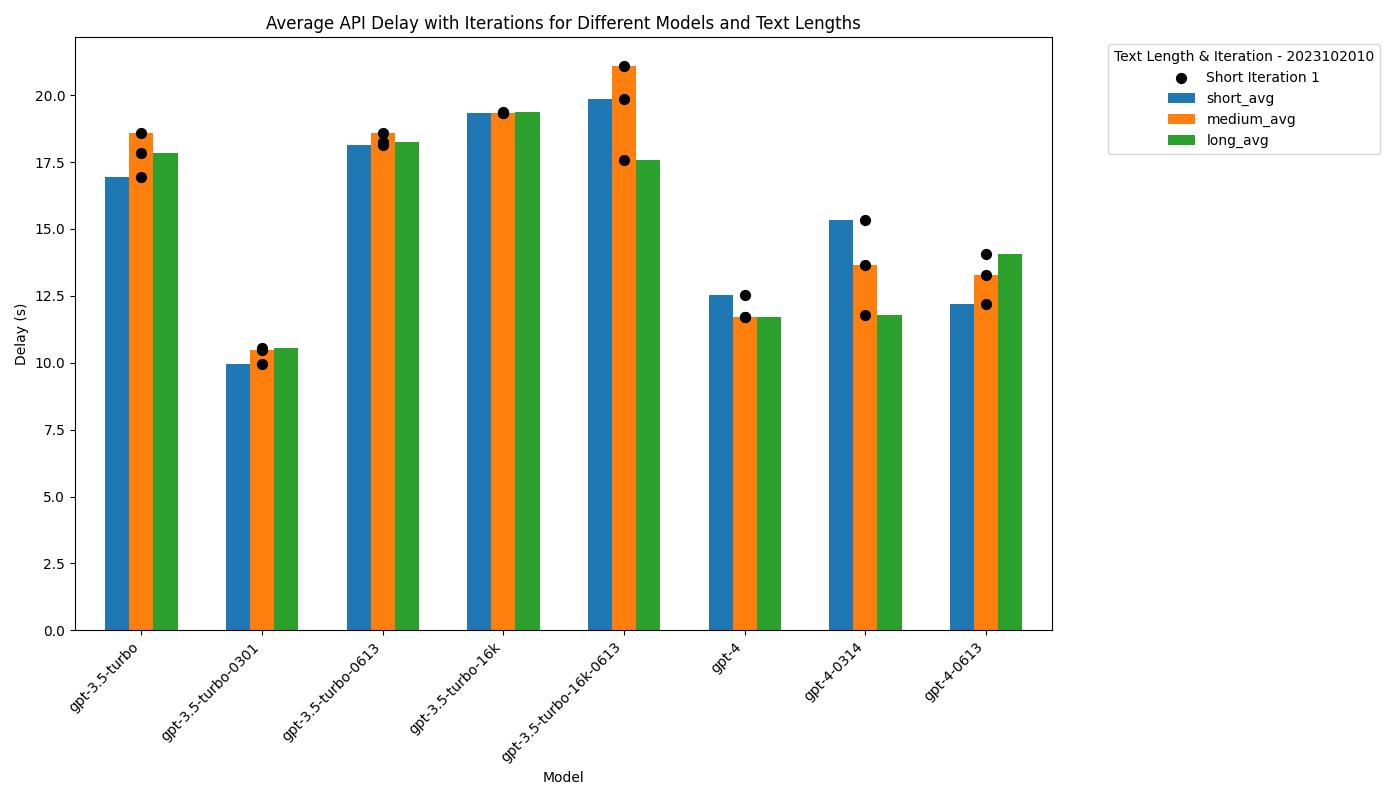 Average API Delay with Iterations for Different Models and Text Lengths
Text Length & Iteration - 2023102010
Short Iteration 1
short_avg
medium_avg
long_avg
Delay (s)
20.0
17.5
15.0
12.5
10.0
7.5
5.0
2.5
0.0
gpt-3.5-turbo
gpt-3.5-turbo-0301
gpt-3.5-turbo-0613
gpt-3.5-turbo-16k
gpt-3.5-turbo-16k-0613
gpt-4
gpt-4-0314
gpt-4-0613
Model